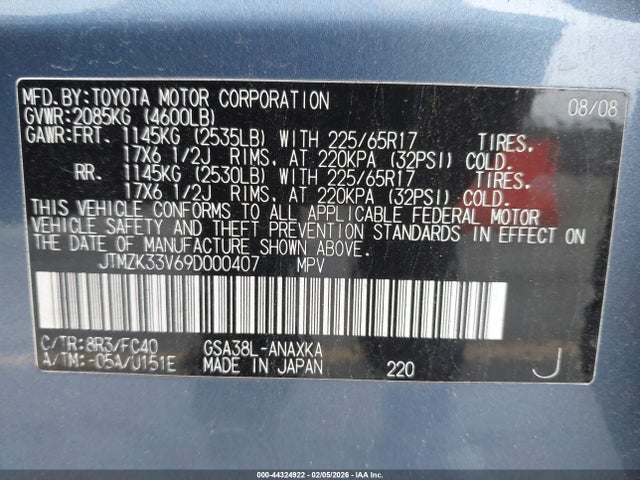 MFD.BY:TOYOTA MOTOR CORPORATION 08/08
GVWR:2085KG (4600LB)
GAWR:FRT. 1145KG (2535LB) WITH 225/65R17 TIRES.
17X6 1/2J RIMS, AT 220KPA (32PSI) COLD.
RR. 1145KG (2530LB) WITH 225/65R17 TIRES.
17X6 1/2J RIMS, AT 220KPA (32PSI) COLD.
THIS VEHICLE CONFORMS TO ALL APPLICABLE FEDERAL MOTOR
VEHICLE SAFETY AND THEFT PREVENTION STANDARDS IN EFFECT ON
THE DATE OF MANUFACTURE SHOWN ABOVE.
JTMZK33V69D000407 MPV
C/TR:8R3/FC40 GSA38L-ANAXKA
A/TM:-05A/U151E MADE IN JAPAN 220 J
000-44324922 - 02/05/2026 - IAA Inc.